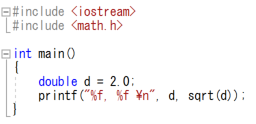 #include <iostream>
#include <math.h>
int main()
{
double d = 2.0;
printf("%f, %f ¥n", d, sqrt(d));
}